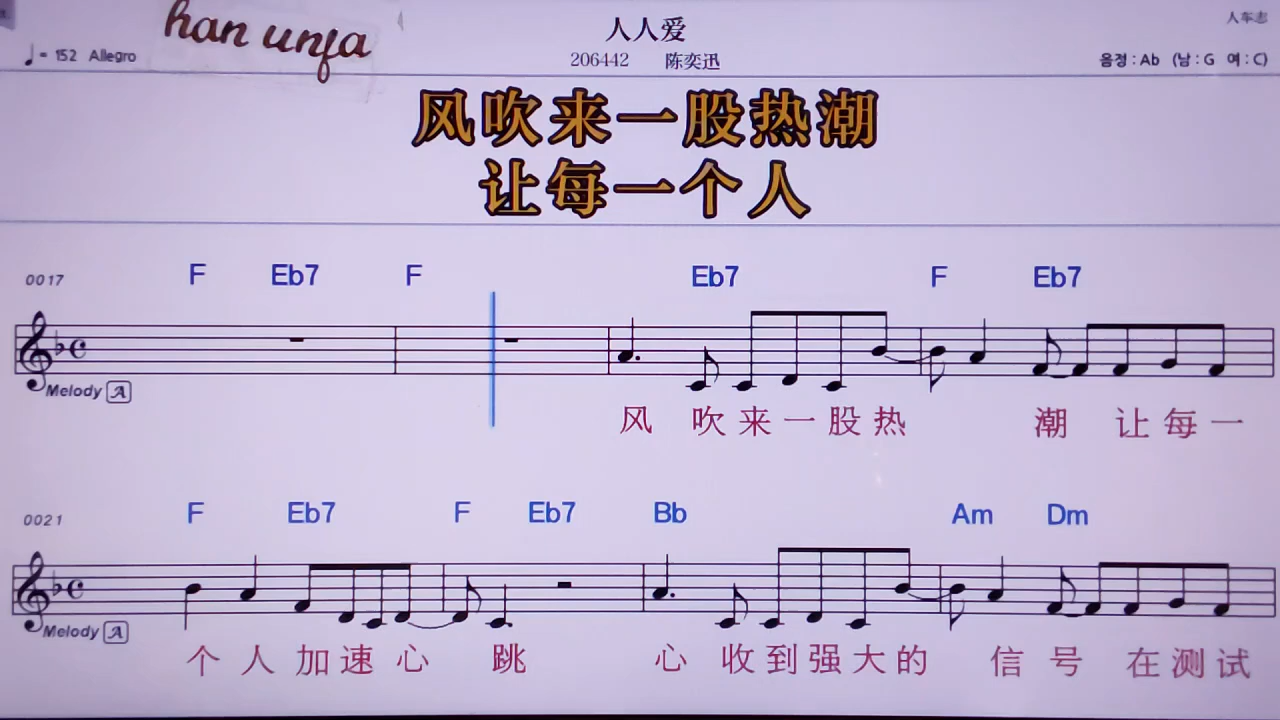 han unja
人人爱
人车志
= 152 Allegro
206442 陈奕迅
음정 : Ab (남 : G 여 : C)
风吹来一股热潮
让每一个人
0017 F Eb7 F Eb7 F Eb7
Melody A
风 吹 来 一 股 热 潮 让 每 一
0021 F Eb7 F Eb7 Bb Am Dm
Melody A
个 人 加 速 心 跳 心 收 到 强 大 的 信 号 在 测 试